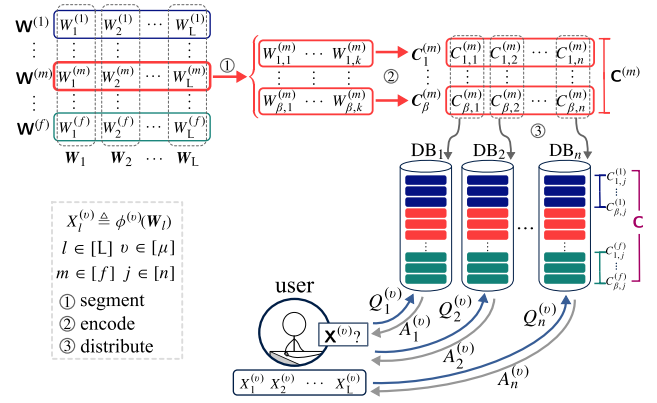 𝗪^(1) W_1^(1) W_2^(1) ⋯ W_L^(1)
⋮ ⋮ ⋮ ⋮
𝗪^(m) W_1^(m) W_2^(m) ⋯ W_L^(m)
⋮ ⋮ ⋮ ⋮
𝗪^(f) W_1^(f) W_2^(f) ⋯ W_L^(f)
𝑾_1 𝑾_2 ⋯ 𝑾_L
①
W_{1,1}^(m) ⋯ W_{1,k}^(m)
⋮ ⋱ ⋮
W_{β,1}^(m) ⋯ W_{β,k}^(m)
②
𝑪_1^(m) C_{1,1}^(m) C_{1,2}^(m) ⋯ C_{1,n}^(m)
⋮ ⋮ ⋮ ⋱ ⋮
𝑪_β^(m) C_{β,1}^(m) C_{β,2}^(m) ⋯ C_{β,n}^(m)
𝗖^(m)
③
DB_1 DB_2 DB_n
⋯
C_{1,j}^(1)
⋮
C_{β,j}^(1)
𝗖
C_{1,j}^(f)
⋮
C_{β,j}^(f)
X_l^(υ) ≜ ϕ^(υ)(𝑾_l)
l ∈ [L] υ ∈ [μ]
m ∈ [f] j ∈ [n]
① segment
② encode
③ distribute
user
𝗫^(υ)?
Q_1^(υ)
A_1^(υ)
Q_2^(υ)
A_2^(υ)
Q_n^(υ)
A_n^(υ)
X_1^(υ) X_2^(υ) ⋯ X_L^(υ)